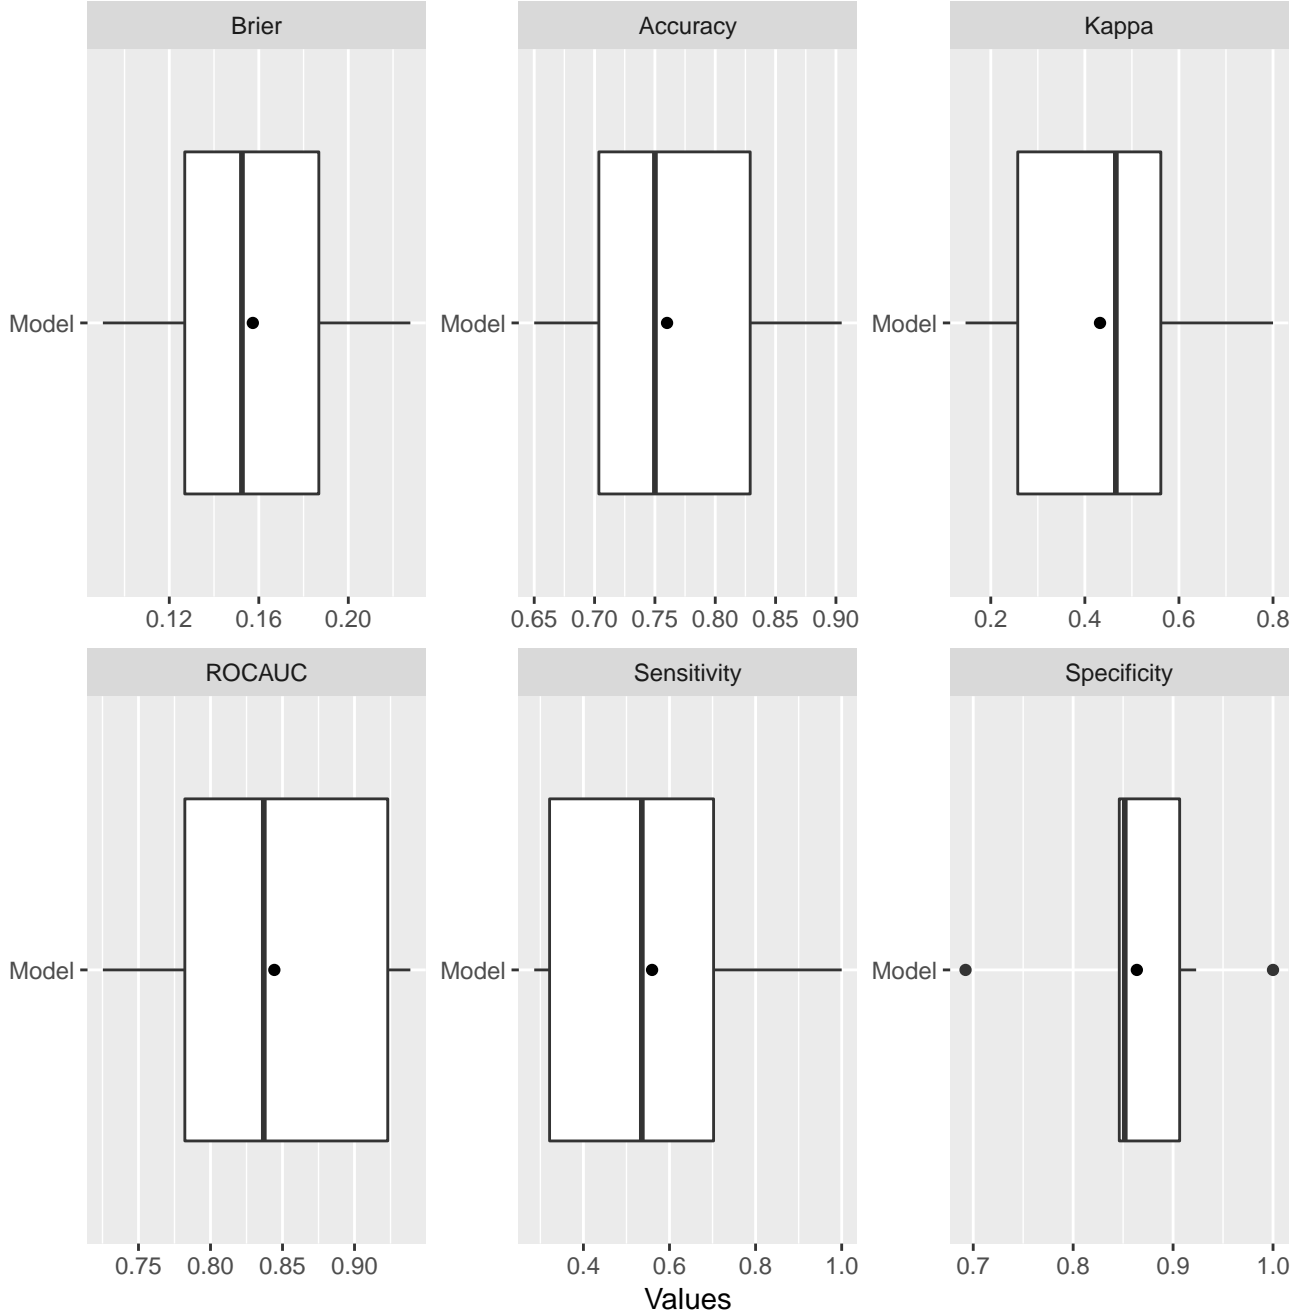 Brier Accuracy Kappa
Model Model Model
0.12 0.16 0.20 0.65 0.70 0.75 0.80 0.85 0.90 0.2 0.4 0.6 0.8
ROCAUC Sensitivity Specificity
Model Model Model
0.75 0.80 0.85 0.90 0.4 0.6 0.8 1.0 0.7 0.8 0.9 1.0
Values